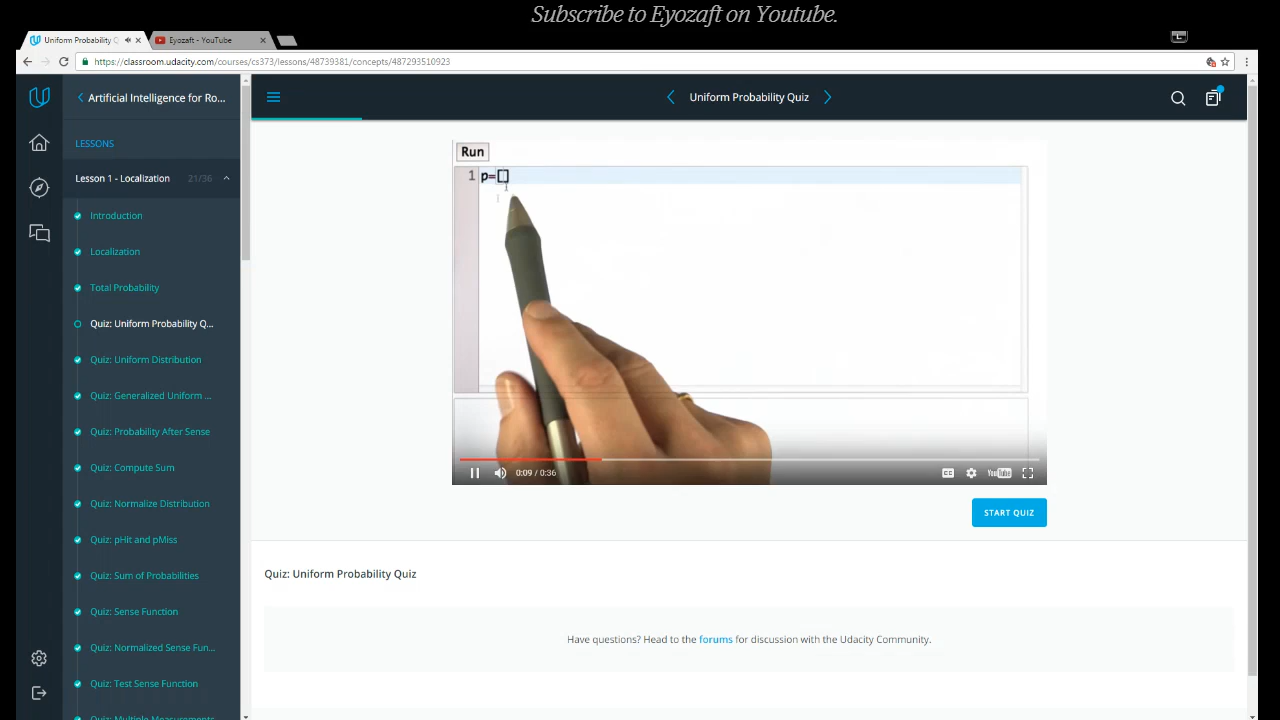 Subscribe to Eyozaft on Youtube.
Uniform Probability Q
Eyozaft - YouTube
https://classroom.udacity.com/courses/cs373/lessons/48739381/concepts/487293510923
Artificial Intelligence for Ro...
Uniform Probability Quiz
LESSONS
Lesson 1 - Localization 21/36
Introduction
Localization
Total Probability
Quiz: Uniform Probability Q...
Quiz: Uniform Distribution
Quiz: Generalized Uniform ...
Quiz: Probability After Sense
Quiz: Compute Sum
Quiz: Normalize Distribution
Quiz: pHit and pMiss
Quiz: Sum of Probabilities
Quiz: Sense Function
Quiz: Normalized Sense Fun...
Quiz: Test Sense Function
Quiz: Multiple Measurements
Run
1 p=[]
0:09 / 0:36
CC
YouTube
START QUIZ
Quiz: Uniform Probability Quiz
Have questions? Head to the forums for discussion with the Udacity Community.